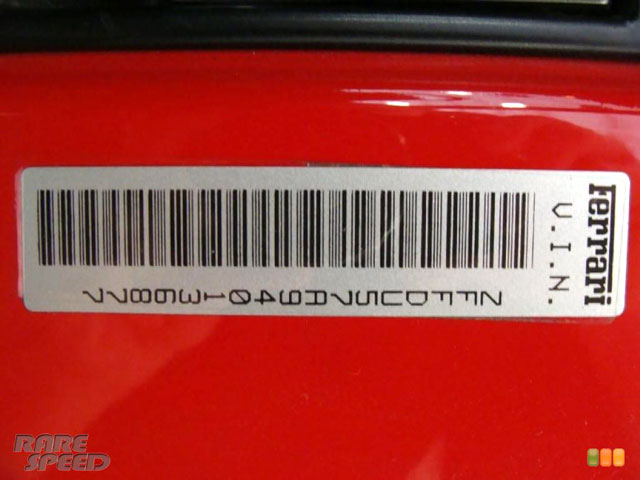 Ferrari
V.I.N.
ZFFDU57A940136877
RARE
SPEED